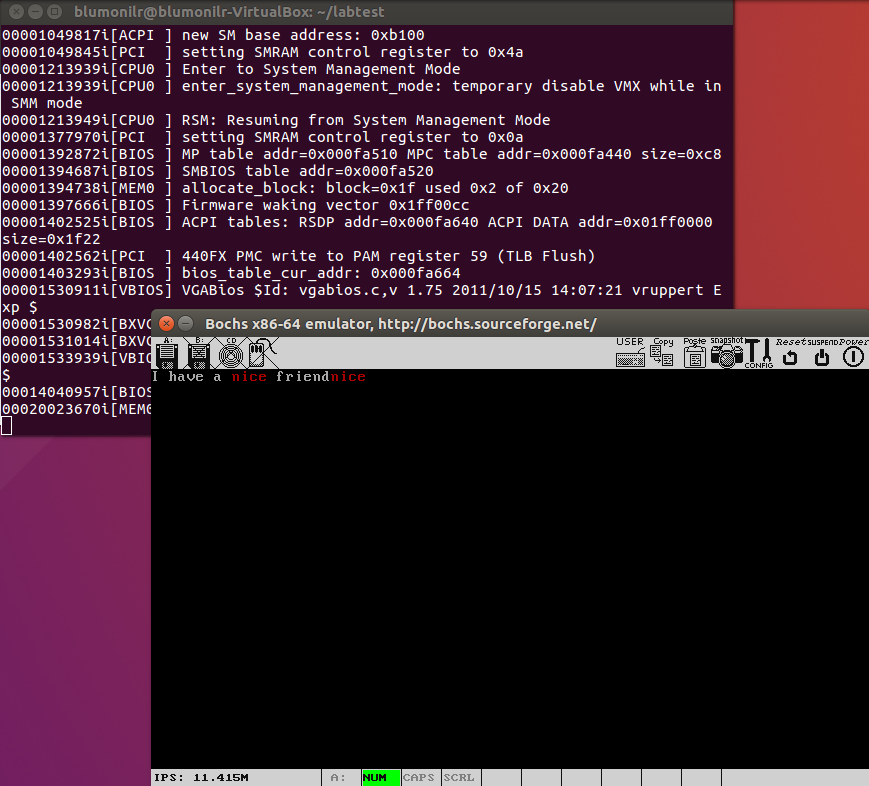 blumonilr@blumonilr-VirtualBox: ~/labtest
00001049817i[ACPI ] new SM base address: 0xb100
00001049845i[PCI  ] setting SMRAM control register to 0x4a
00001213939i[CPU0 ] Enter to System Management Mode
00001213939i[CPU0 ] enter_system_management_mode: temporary disable VMX while in
 SMM mode
00001213949i[CPU0 ] RSM: Resuming from System Management Mode
00001377970i[PCI  ] setting SMRAM control register to 0x0a
00001392872i[BIOS ] MP table addr=0x000fa510 MPC table addr=0x000fa440 size=0xc8
00001394687i[BIOS ] SMBIOS table addr=0x000fa520
00001394738i[MEM0 ] allocate_block: block=0x1f used 0x2 of 0x20
00001397666i[BIOS ] Firmware waking vector 0x1ff00cc
00001402525i[BIOS ] ACPI tables: RSDP addr=0x000fa640 ACPI DATA addr=0x01ff0000
size=0x1f22
00001402562i[PCI  ] 440FX PMC write to PAM register 59 (TLB Flush)
00001403293i[BIOS ] bios_table_cur_addr: 0x000fa664
00001530911i[VBIOS] VGABios $Id: vgabios.c,v 1.75 2011/10/15 14:07:21 vruppert E
xp $
00001530982i[BXVG
00001531014i[BXVG
00001533939i[VBIO
$
00014040957i[BIOS
00020023670i[MEM0
Bochs x86-64 emulator, http://bochs.sourceforge.net/
A: B: CD USER Copy Paste snapshot CONFIG Reset SUSPEND Power
I have a nice friendnice
IPS: 11.415M A: NUM CAPS SCRL